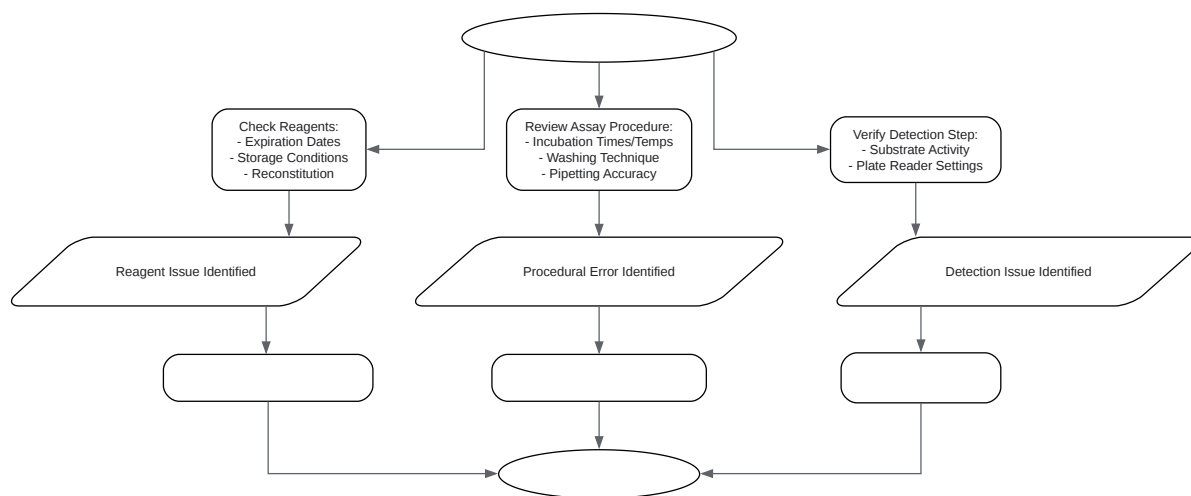 Check Reagents:
- Expiration Dates
- Storage Conditions
- Reconstitution
Review Assay Procedure:
- Incubation Times/Temps
- Washing Technique
- Pipetting Accuracy
Verify Detection Step:
- Substrate Activity
- Plate Reader Settings
Reagent Issue Identified
Procedural Error Identified
Detection Issue Identified